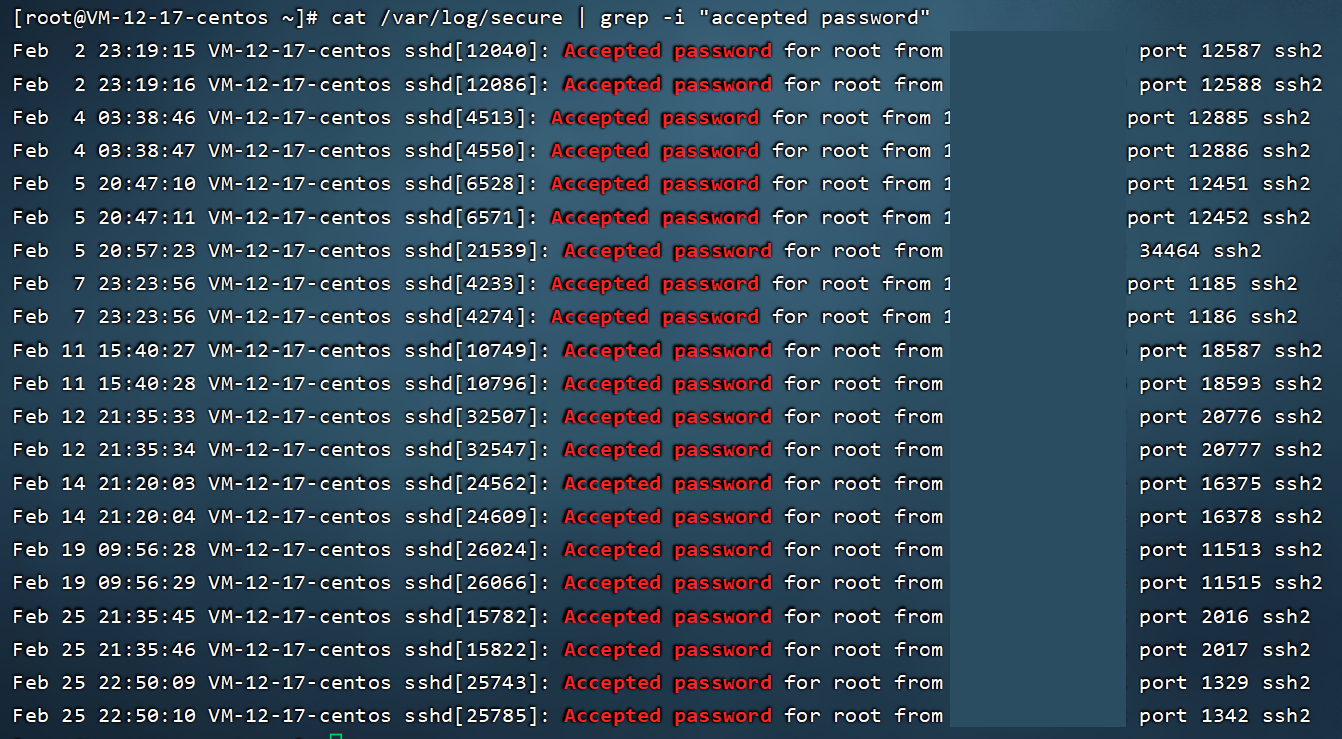 [root@VM-12-17-centos ~]# cat /var/log/secure | grep -i "accepted password"
Feb  2 23:19:15 VM-12-17-centos sshd[12040]: Accepted password for root from port 12587 ssh2
Feb  2 23:19:16 VM-12-17-centos sshd[12086]: Accepted password for root from port 12588 ssh2
Feb  4 03:38:46 VM-12-17-centos sshd[4513]: Accepted password for root from 1 port 12885 ssh2
Feb  4 03:38:47 VM-12-17-centos sshd[4550]: Accepted password for root from 1 port 12886 ssh2
Feb  5 20:47:10 VM-12-17-centos sshd[6528]: Accepted password for root from 1 port 12451 ssh2
Feb  5 20:47:11 VM-12-17-centos sshd[6571]: Accepted password for root from 1 port 12452 ssh2
Feb  5 20:57:23 VM-12-17-centos sshd[21539]: Accepted password for root from 34464 ssh2
Feb  7 23:23:56 VM-12-17-centos sshd[4233]: Accepted password for root from 1 port 1185 ssh2
Feb  7 23:23:56 VM-12-17-centos sshd[4274]: Accepted password for root from 1 port 1186 ssh2
Feb 11 15:40:27 VM-12-17-centos sshd[10749]: Accepted password for root from port 18587 ssh2
Feb 11 15:40:28 VM-12-17-centos sshd[10796]: Accepted password for root from port 18593 ssh2
Feb 12 21:35:33 VM-12-17-centos sshd[32507]: Accepted password for root from port 20776 ssh2
Feb 12 21:35:34 VM-12-17-centos sshd[32547]: Accepted password for root from port 20777 ssh2
Feb 14 21:20:03 VM-12-17-centos sshd[24562]: Accepted password for root from port 16375 ssh2
Feb 14 21:20:04 VM-12-17-centos sshd[24609]: Accepted password for root from port 16378 ssh2
Feb 19 09:56:28 VM-12-17-centos sshd[26024]: Accepted password for root from port 11513 ssh2
Feb 19 09:56:29 VM-12-17-centos sshd[26066]: Accepted password for root from port 11515 ssh2
Feb 25 21:35:45 VM-12-17-centos sshd[15782]: Accepted password for root from port 2016 ssh2
Feb 25 21:35:46 VM-12-17-centos sshd[15822]: Accepted password for root from port 2017 ssh2
Feb 25 22:50:09 VM-12-17-centos sshd[25743]: Accepted password for root from port 1329 ssh2
Feb 25 22:50:10 VM-12-17-centos sshd[25785]: Accepted password for root from port 1342 ssh2